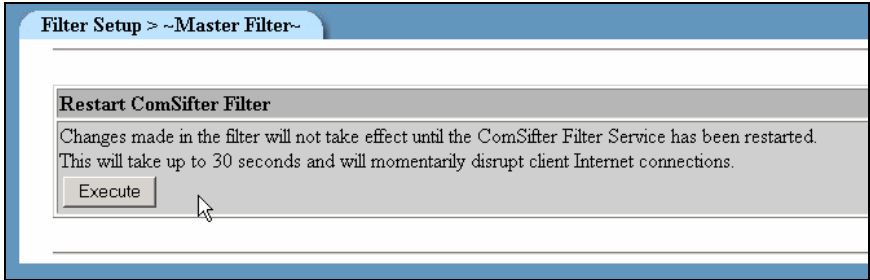 Filter Setup > ~Master Filter~
Restart ComSifter Filter
Changes made in the filter will not take effect until the ComSifter Filter Service has been restarted.
This will take up to 30 seconds and will momentarily disrupt client Internet connections.
Execute